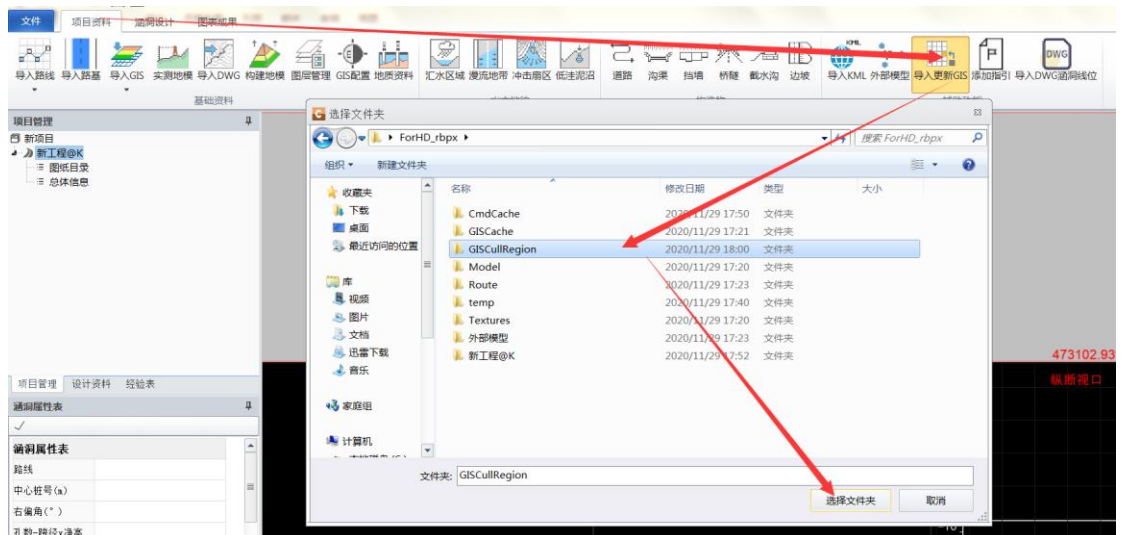 文件 项目资料 涵洞设计 图表成果
导入路线 导入路基 导入GIS 实测地模 导入DWG 构建地模 图层管理 GIS配置 地质资料 汇水区域 漫流地带 冲击扇区 低洼泥沼 道路 沟渠 挡墙 桥隧 截水沟 边坡 导入KML 外部模型 导入更新GIS 添加指引 导入DWG涵洞线位
基础资料
项目管理
新项目
新工程@K
图纸目录
总体信息
选择文件夹
ForHD_rbpx
搜索 ForHD_rbpx
组织 新建文件夹
收藏夹
下载
桌面
最近访问的位置
库
视频
图片
文档
迅雷下载
音乐
家庭组
计算机
名称 修改日期 类型 大小
CmdCache 2020/11/29 17:50 文件夹
GISCache 2020/11/29 17:21 文件夹
GISCullRegion 2020/11/29 18:00 文件夹
Model 2020/11/29 17:20 文件夹
Route 2020/11/29 17:23 文件夹
temp 2020/11/29 17:40 文件夹
Textures 2020/11/29 17:20 文件夹
外部模型 2020/11/29 17:23 文件夹
新工程@K 2020/11/29 17:52 文件夹
文件夹: GISCullRegion
选择文件夹 取消
473102.93
纵断视口
项目管理 设计资料 经验表
涵洞属性表
涵洞属性表
路线
中心桩号(m)
右偏角(°)
孔数-跨径x净高